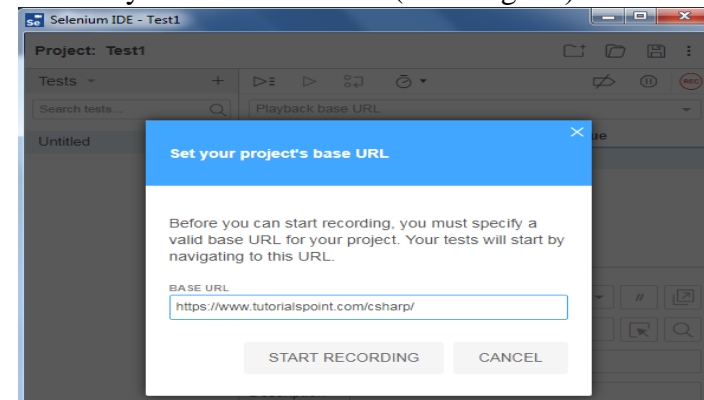 Selenium IDE - Test1
Project: Test1
Tests
Search tests...
Playback base URL
Untitled
ue
REC
Set your project's base URL
Before you can start recording, you must specify a
valid base URL for your project. Your tests will start by
navigating to this URL.
BASE URL
https://www.tutorialspoint.com/csharp/
START RECORDING
CANCEL
//